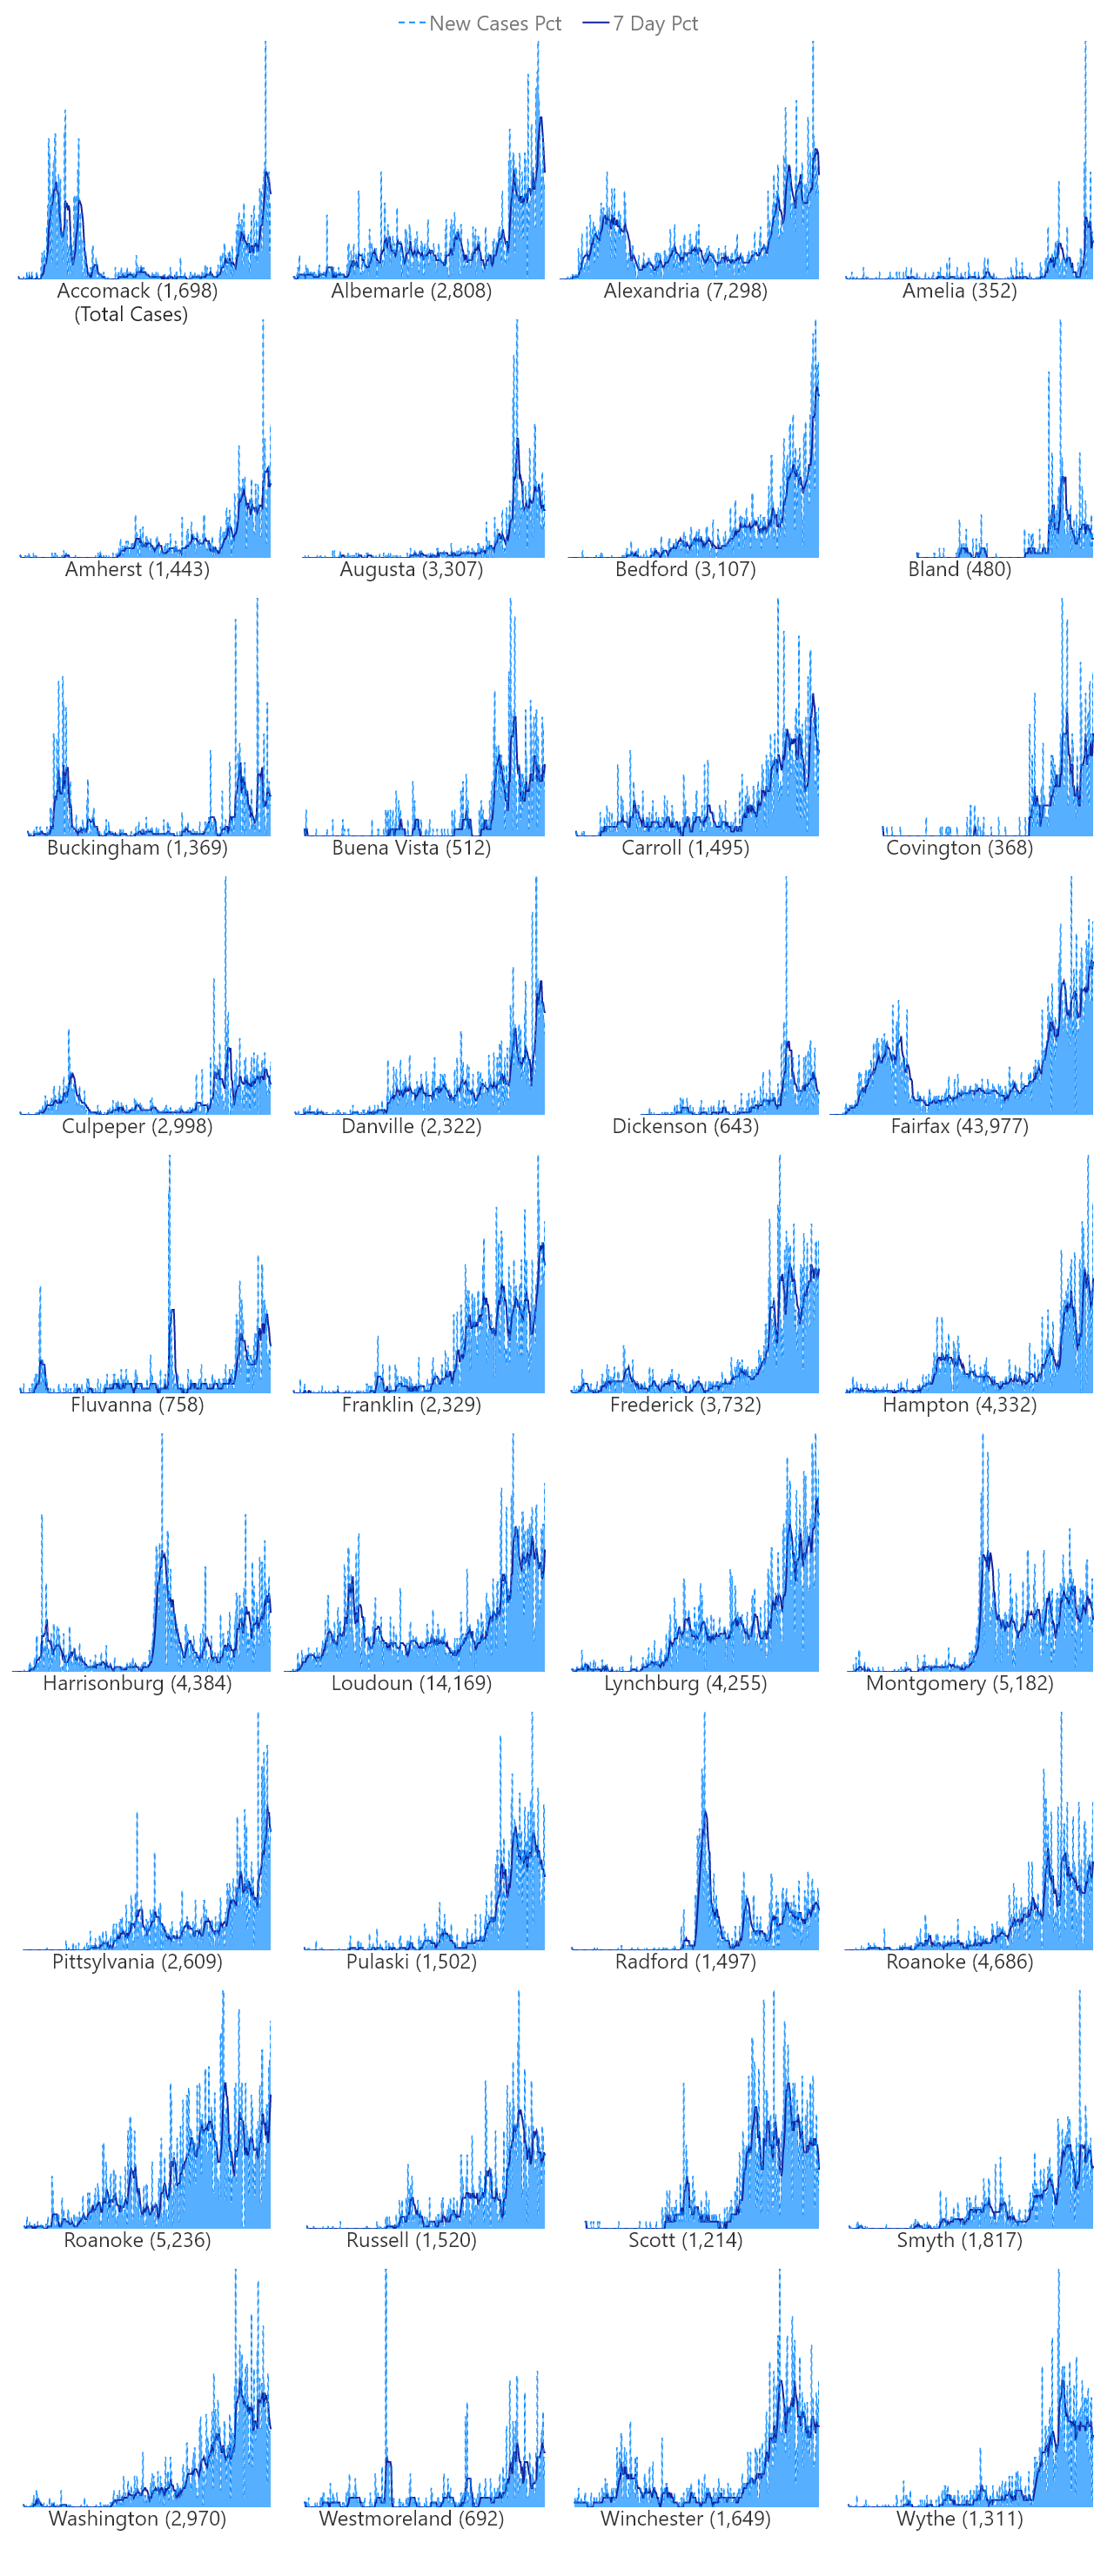 New Cases Pct 7 Day Pct
Accomack (1,698) Albemarle (2,808) Alexandria (7,298) Amelia (352)
(Total Cases)
Amherst (1,443) Augusta (3,307) Bedford (3,107) Bland (480)
Buckingham (1,369) Buena Vista (512) Carroll (1,495) Covington (368)
Culpeper (2,998) Danville (2,322) Dickenson (643) Fairfax (43,977)
Fluvanna (758) Franklin (2,329) Frederick (3,732) Hampton (4,332)
Harrisonburg (4,384) Loudoun (14,169) Lynchburg (4,255) Montgomery (5,182)
Pittsylvania (2,609) Pulaski (1,502) Radford (1,497) Roanoke (4,686)
Roanoke (5,236) Russell (1,520) Scott (1,214) Smyth (1,817)
Washington (2,970) Westmoreland (692) Winchester (1,649) Wythe (1,311)